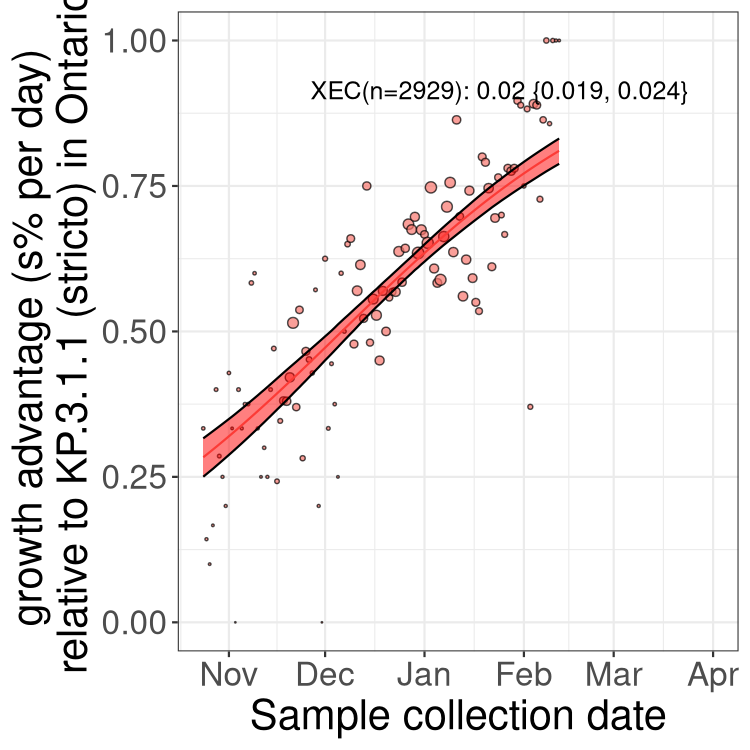 growth advantage (s% per day)
relative to KP.3.1.1 (stricto) in Ontario
1.00
0.75
0.50
0.25
0.00
XEC(n=2929): 0.02 {0.019, 0.024}
Nov Dec Jan Feb Mar Apr
Sample collection date